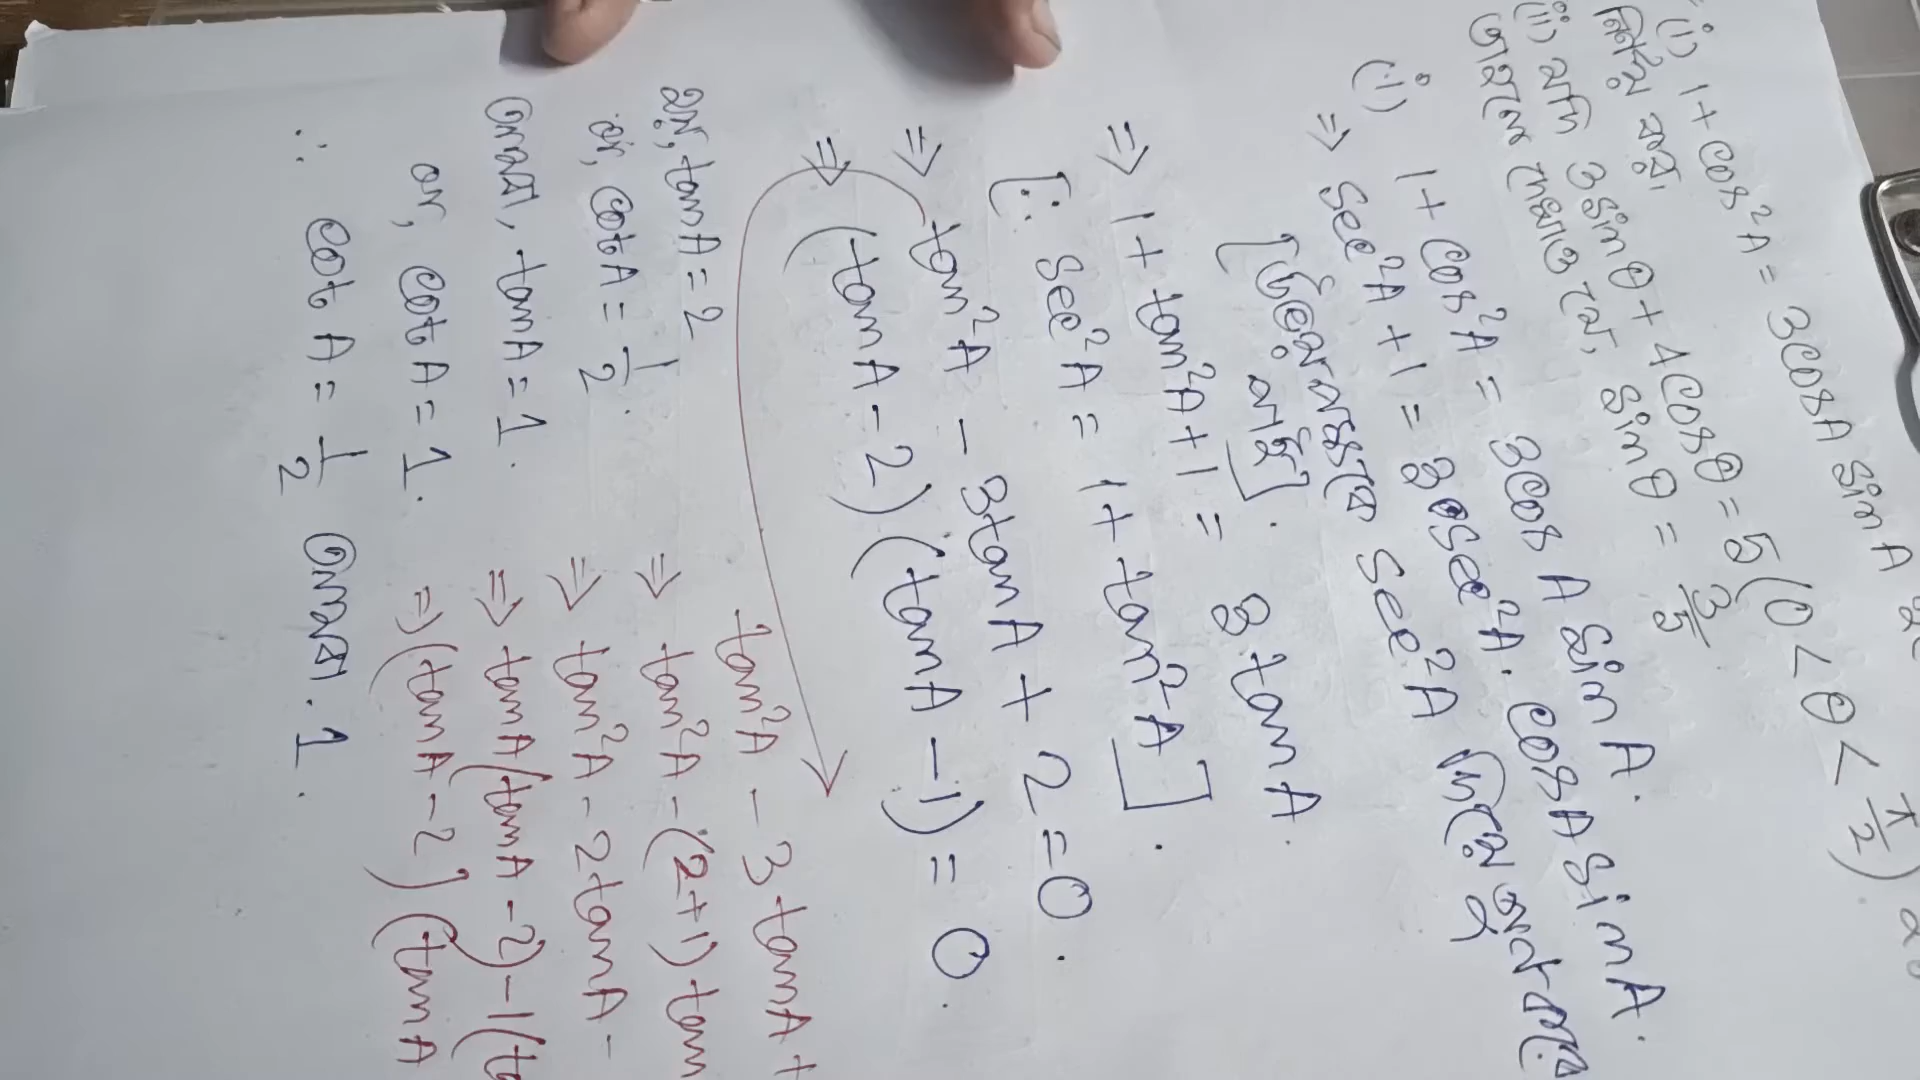 (i) 1 + cos²A = 3cosA sinA
নির্ণয় কর।
(ii) যদি 3sinθ + 4cosθ = 5 (0 < θ < π/2)
তাহলে দেখাও যে, sinθ = 3/5.
(i) 1 + cos²A = 3cosA sinA.
⇒ sec²A + 1 = 3 sec²A. cosA sinA.
[উভয়পক্ষকে sec²A দিয়ে গুণ করে
পাই].
⇒ 1 + tan²A + 1 = 3 tanA.
[∵ sec²A = 1 + tan²A].
⇒ tan²A - 3tanA + 2 = 0.
⇒ (tanA - 2) (tanA - 1) = 0.
হয়, tanA = 2
or, cotA = 1/2.
অথবা, tanA = 1.
or, cotA = 1.
∴ cot A = 1/2 অথবা. 1.
tan²A - 3tanA +
⇒ tan²A - (2+1) tan
⇒ tan²A - 2tanA -
⇒ tanA (tanA - 2) - 1(ta
⇒ (tanA - 2) (tanA